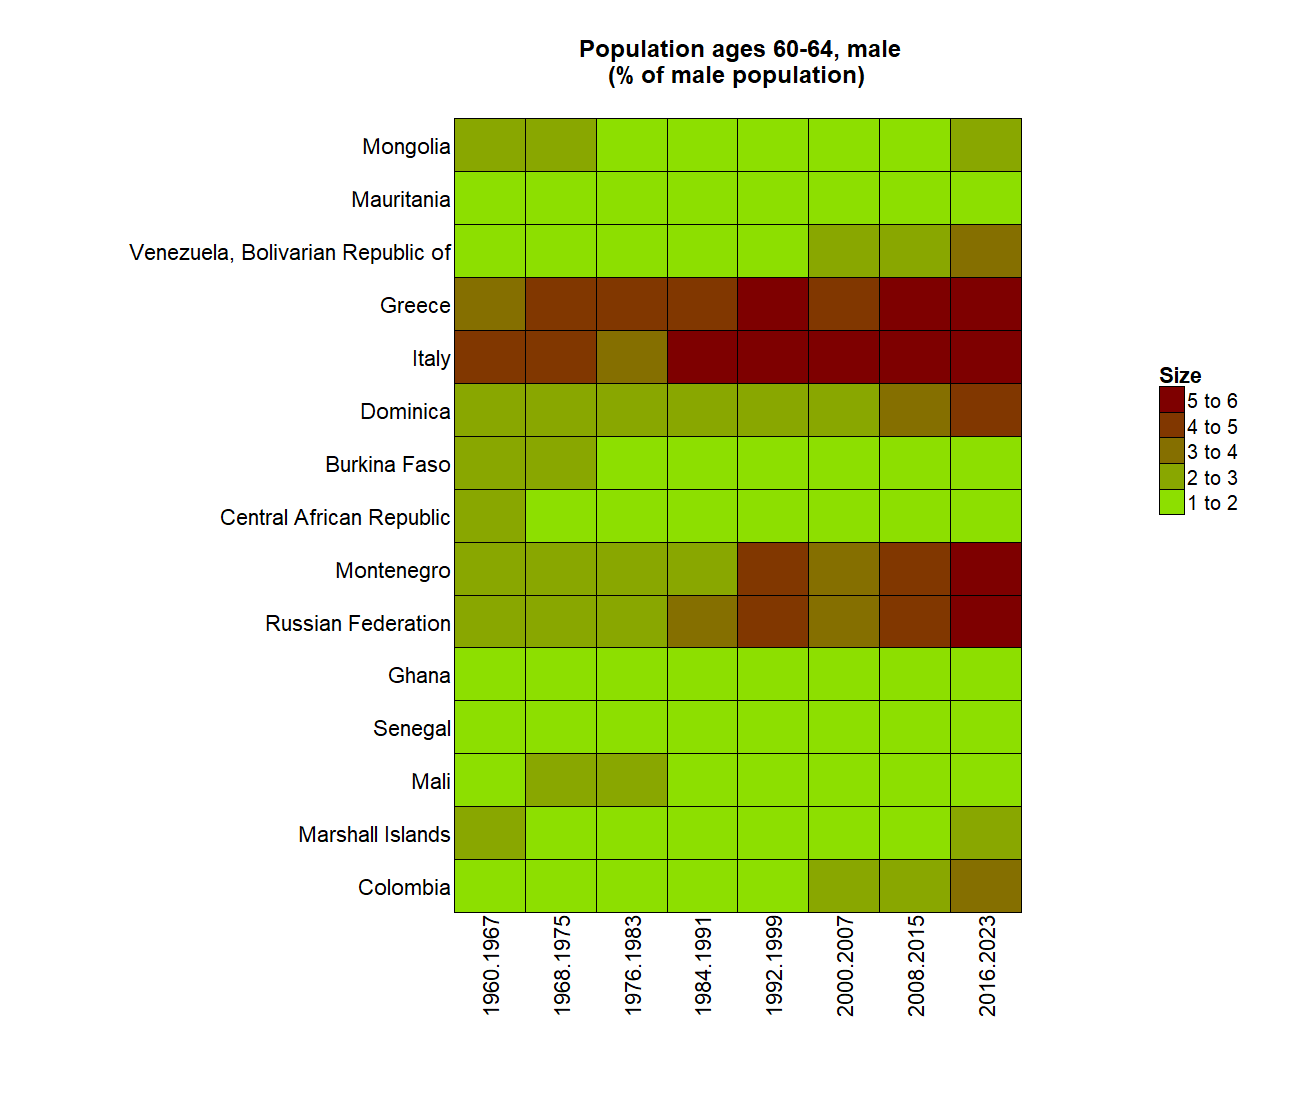 Population ages 60-64, male
(% of male population)
Mongolia
Mauritania
Venezuela, Bolivarian Republic of
Greece
Italy
Dominica
Burkina Faso
Central African Republic
Montenegro
Russian Federation
Ghana
Senegal
Mali
Marshall Islands
Colombia
1960.1967
1968.1975
1976.1983
1984.1991
1992.1999
2000.2007
2008.2015
2016.2023
Size
5 to 6
4 to 5
3 to 4
2 to 3
1 to 2